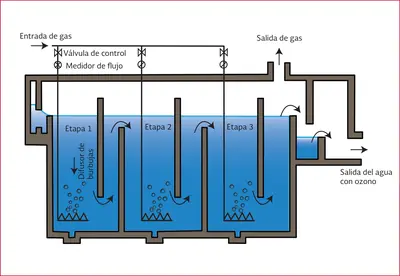 Entrada de gas
Salida de gas
Válvula de control
Medidor de flujo
Etapa 1
Etapa 2
Etapa 3
Difusor de
burbujas
Salida del agua
con ozono